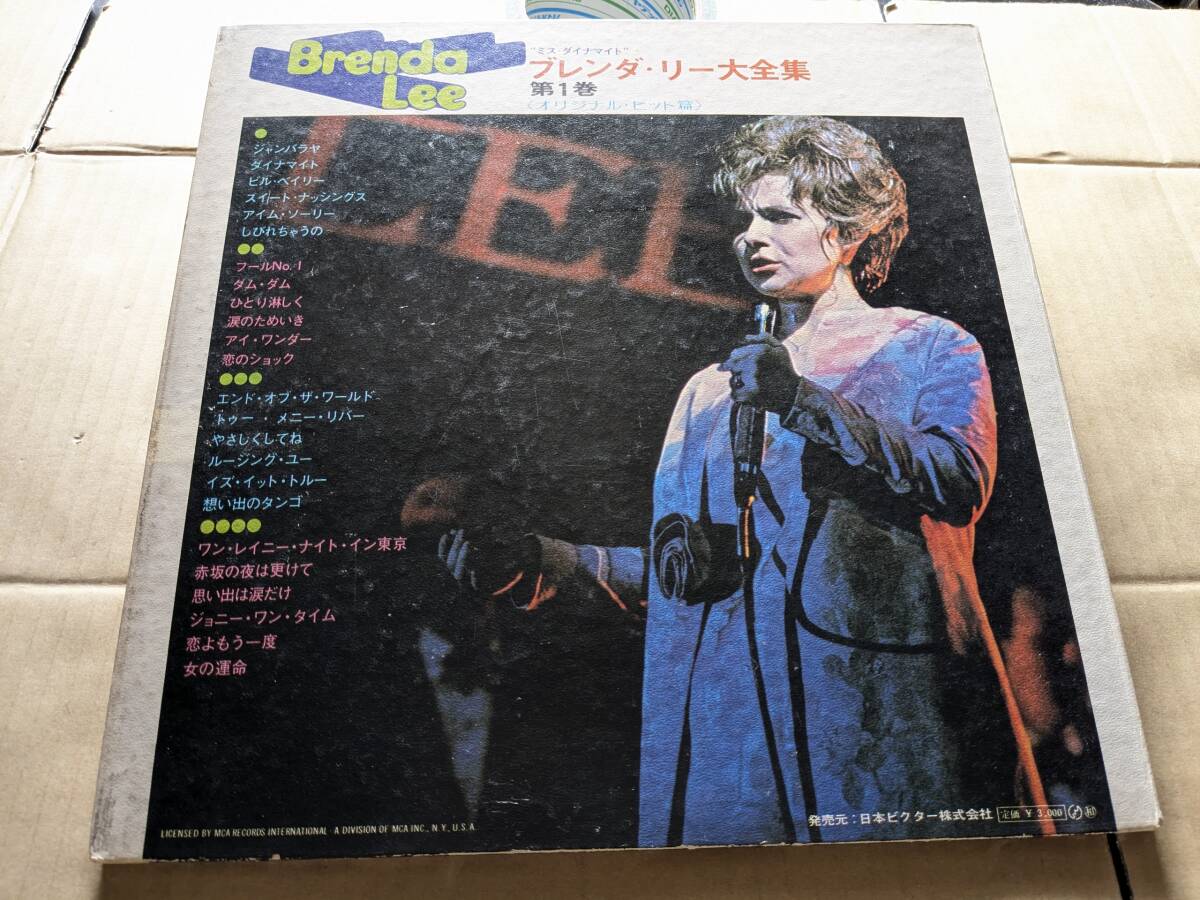 Brenda
Lee
"ミス・ダイナマイト"
ブレンダ・リー大全集
第1巻
〈オリジナル・ヒット篇〉
LEE
ジャンバラヤ
ダイナマイト
ビル・ベイリー
スイート・ナッシングス
アイム・ソーリー
しびれちゃうの
フールNo.1
ダム・ダム
ひとり淋しく
涙のためいき
アイ・ワンダー
恋のショック
エンド・オブ・ザ・ワールド
トゥー・メニー・リバー
やさしくしてね
ルージング・ユー
イズ・イット・トルー
想い出のタンゴ
ワン・レイニー・ナイト・イン東京
赤坂の夜は更けて
思い出は涙だけ
ジョニー・ワン・タイム
恋よもう一度
女の運命
LICENSED BY MCA RECORDS INTERNATIONAL · A DIVISION OF MCA INC., N.Y., U.S.A.
発売元：日本ビクター株式会社 定価 ¥3,000